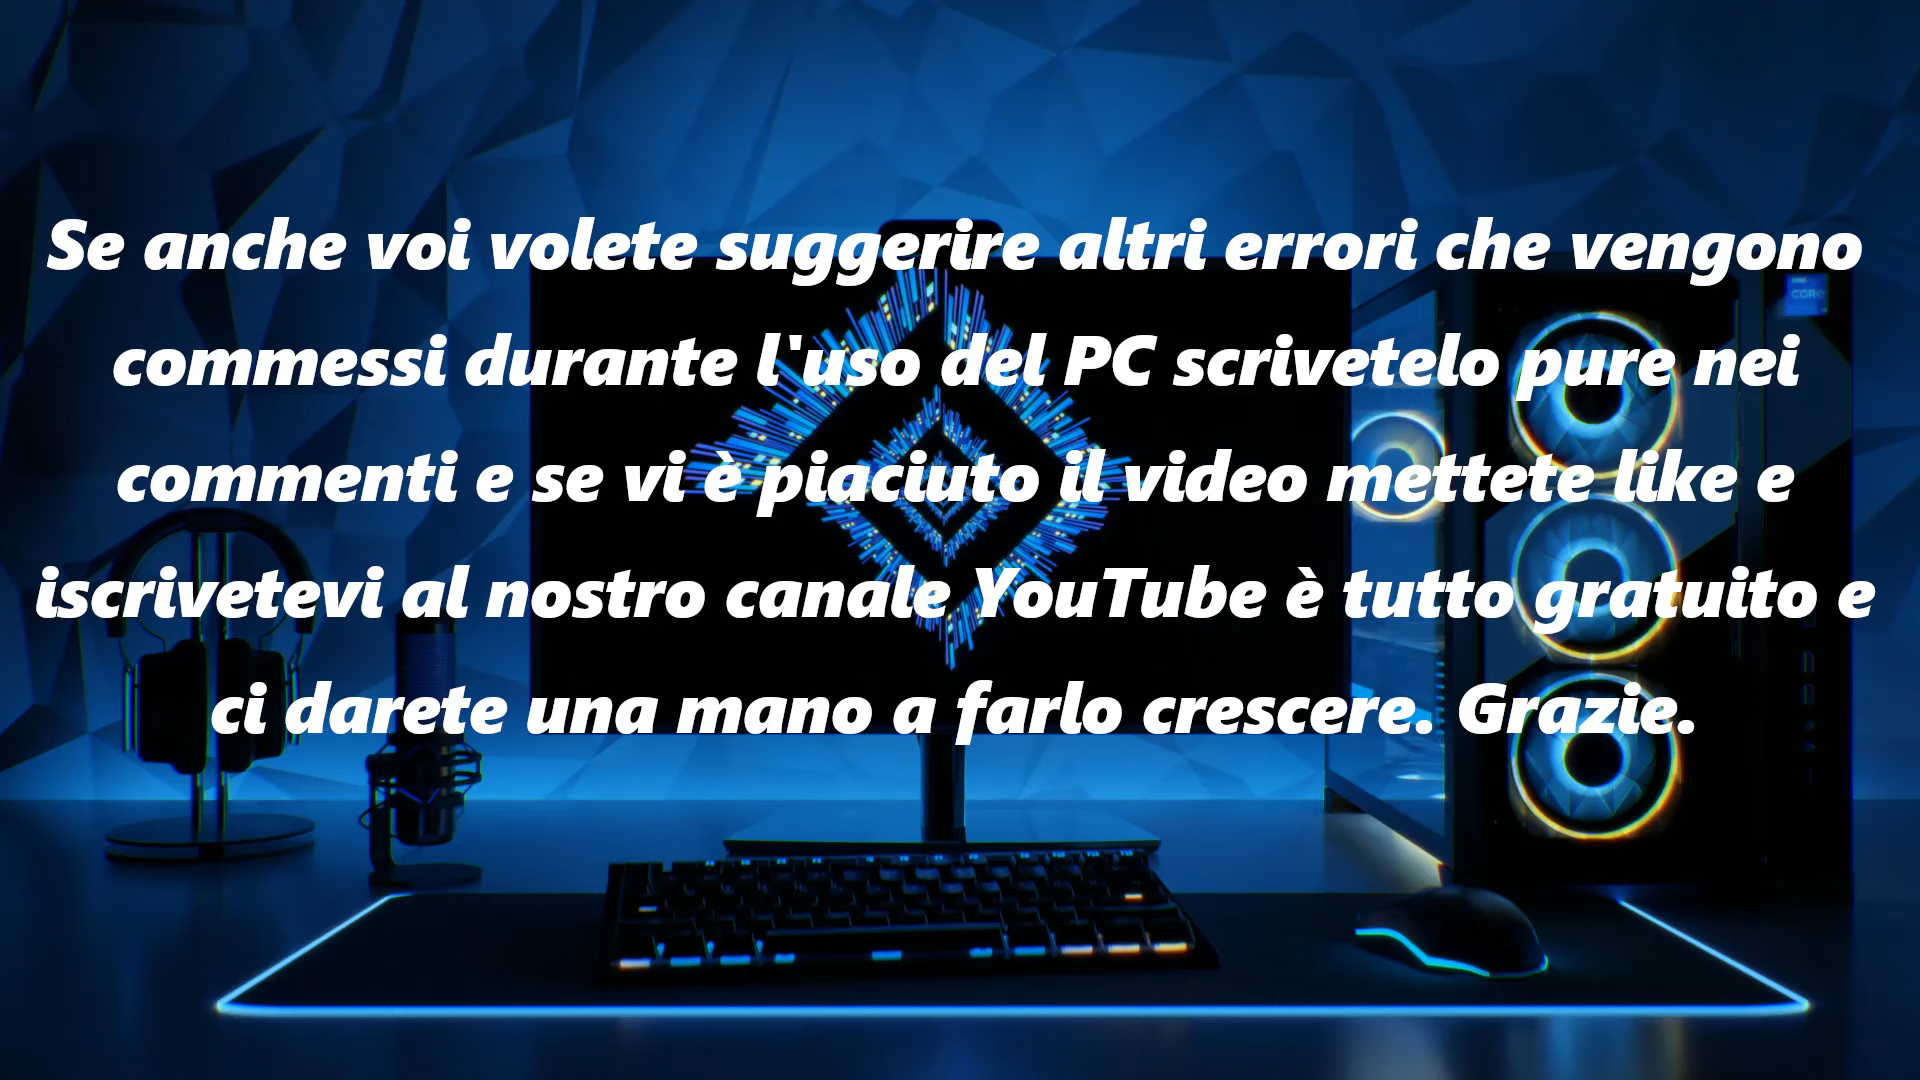 Se anche voi volete suggerire altri errori che vengono
commessi durante l'uso del PC scrivetelo pure nei
commenti e se vi è piaciuto il video mettete like e
iscrivetevi al nostro canale YouTube è tutto gratuito e
ci darete una mano a farlo crescere. Grazie.
CORE